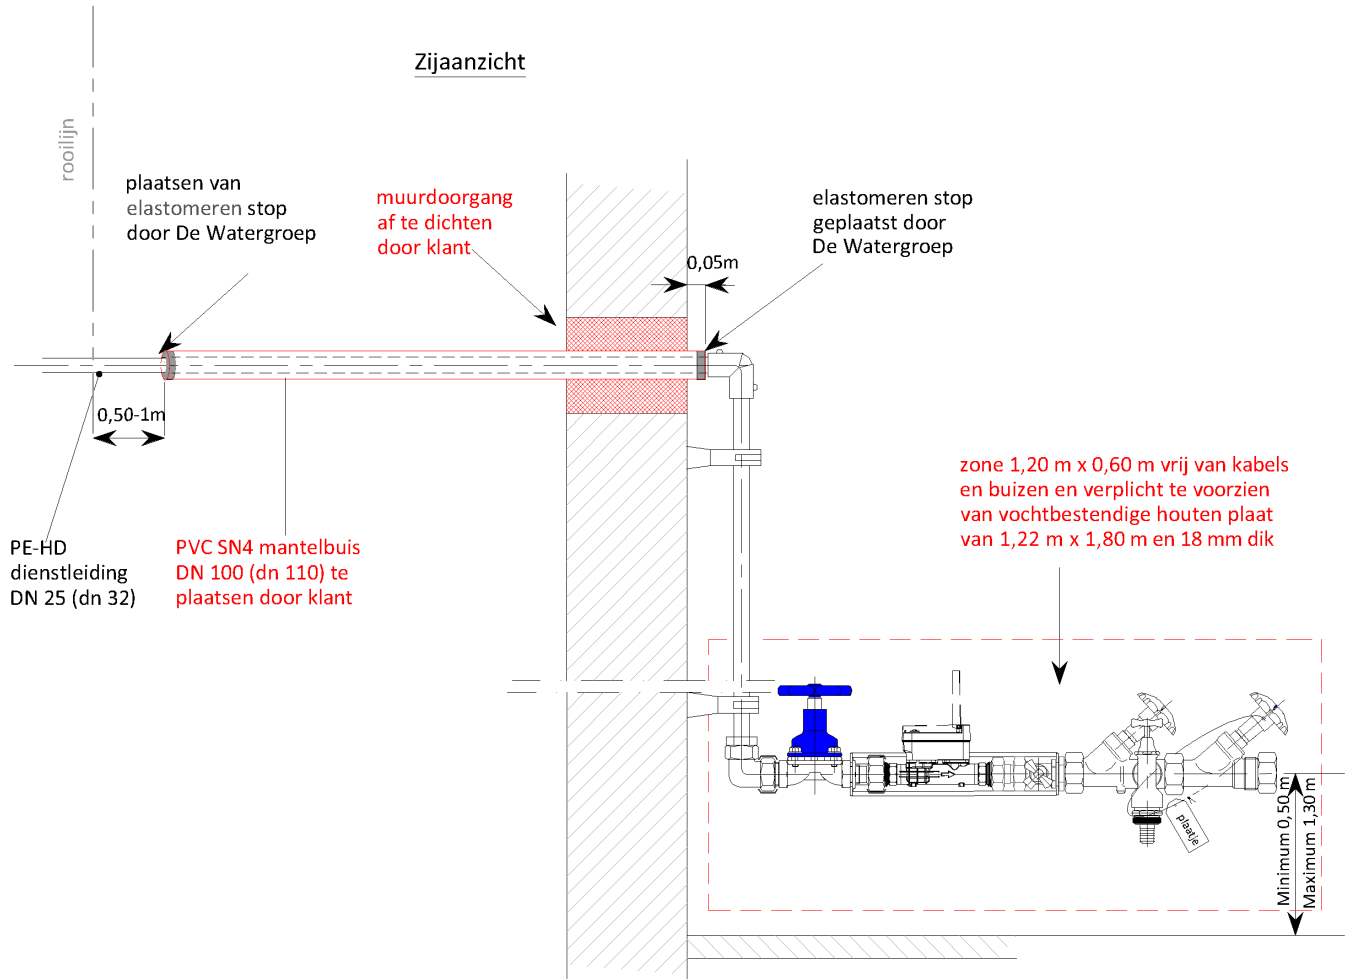 Zijaanzicht
rooilijn
plaatsen van
elastomeren stop
door De Watergroep
muurdoorgang
af te dichten
door klant
elastomeren stop
geplaatst door
De Watergroep
0,05m
0,50-1m
PE-HD
dienstleiding
DN 25 (dn 32)
PVC SN4 mantelbuis
DN 100 (dn 110) te
plaatsen door klant
zone 1,20 m x 0,60 m vrij van kabels
en buizen en verplicht te voorzien
van vochtbestendige houten plaat
van 1,22 m x 1,80 m en 18 mm dik
plaatje
Minimum 0,50 m
Maximum 1,30 m